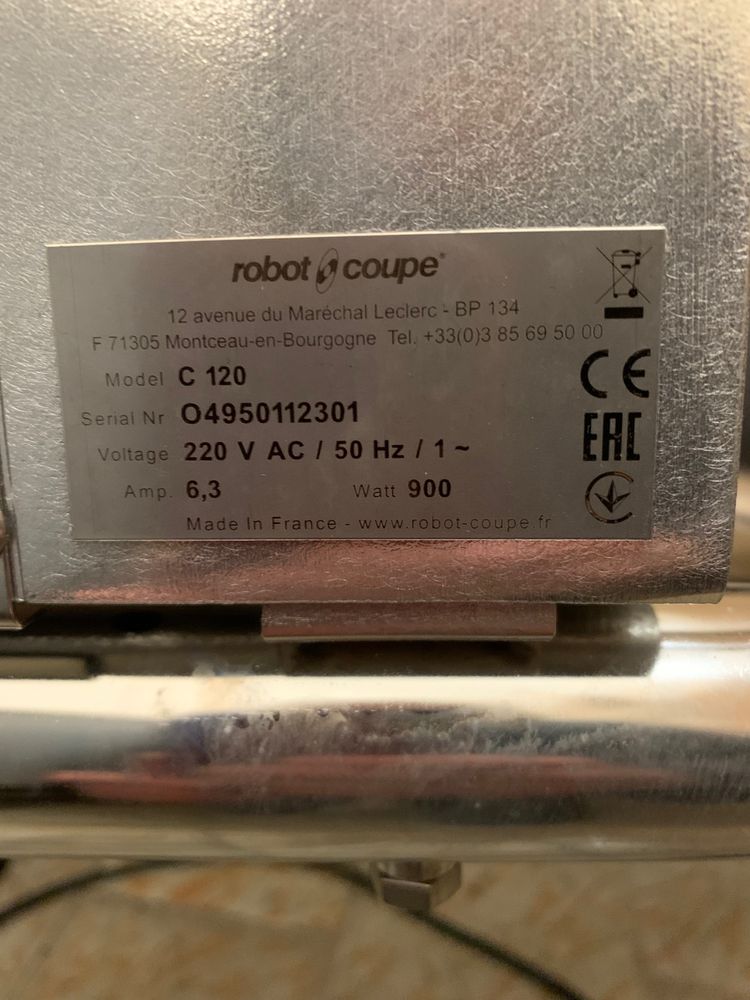 robot coupe®
12 avenue du Maréchal Leclerc - BP 134
F 71305 Montceau-en-Bourgogne Tel. +33(0)3 85 69 50 00
Model C 120
Serial Nr O4950112301
Voltage 220 V AC / 50 Hz / 1 ~
Amp. 6,3 Watt 900
Made In France - www.robot-coupe.fr
CE
EAC